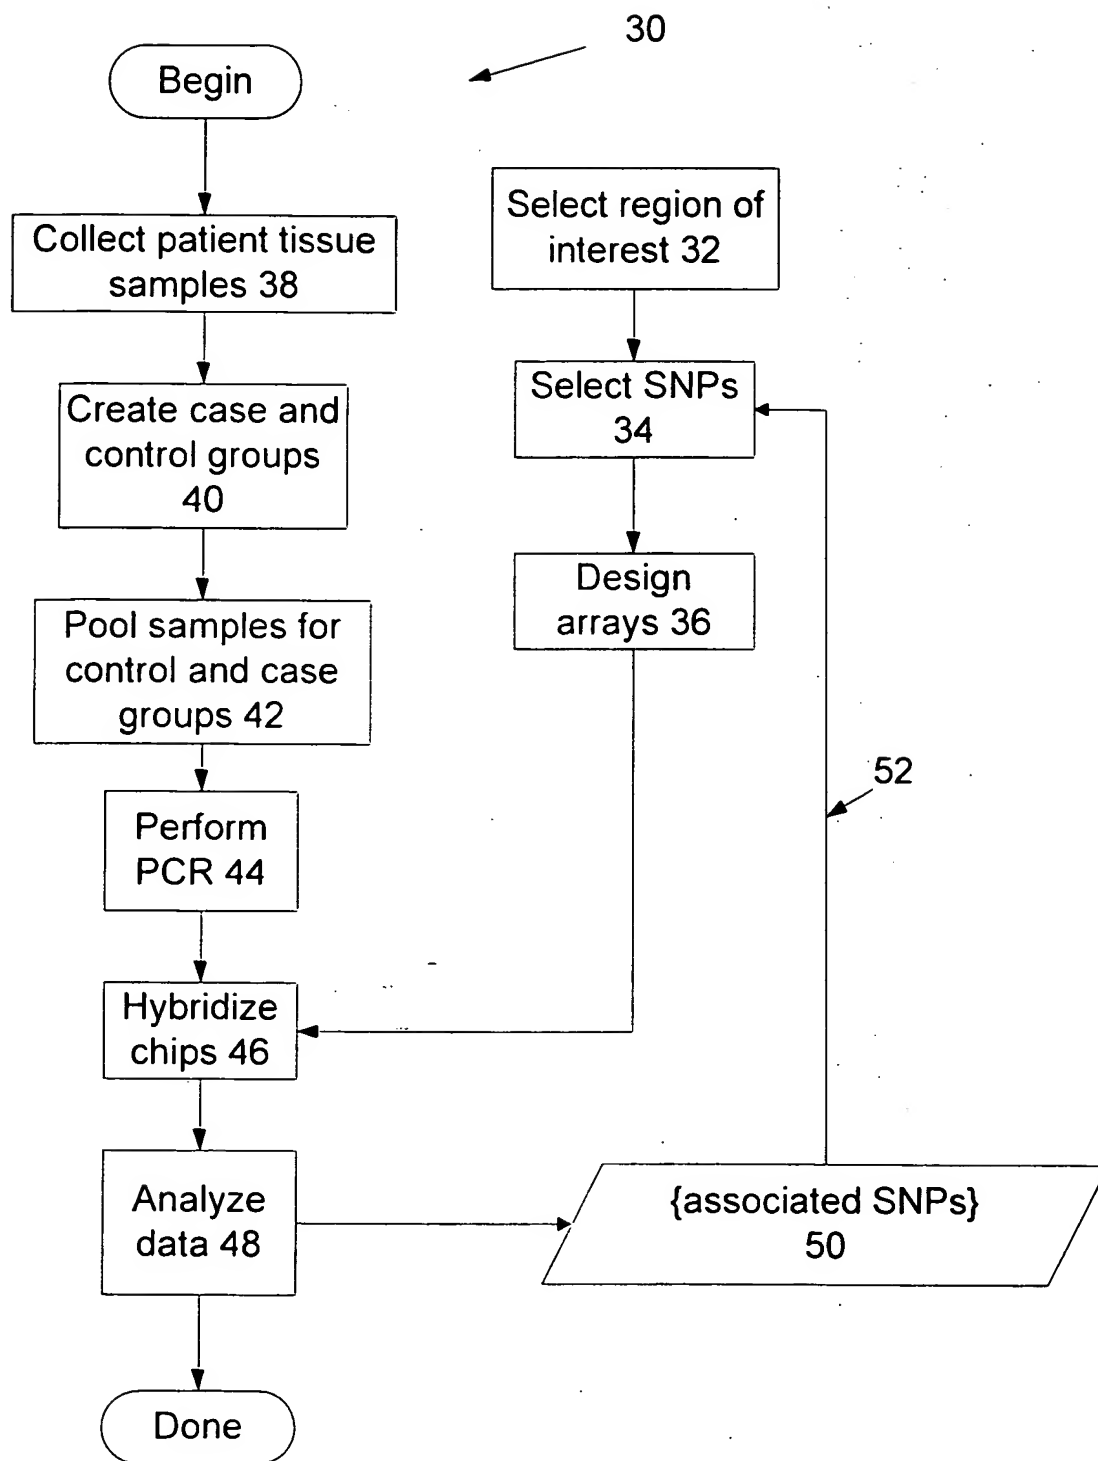 30
Begin
Collect patient tissue
samples 38
Create case and
control groups
40
Pool samples for
control and case
groups 42
Perform
PCR 44
Hybridize
chips 46
Analyze
data 48
Done
Select region of
interest 32
Select SNPs
34
Design
arrays 36
52
{associated SNPs}
50